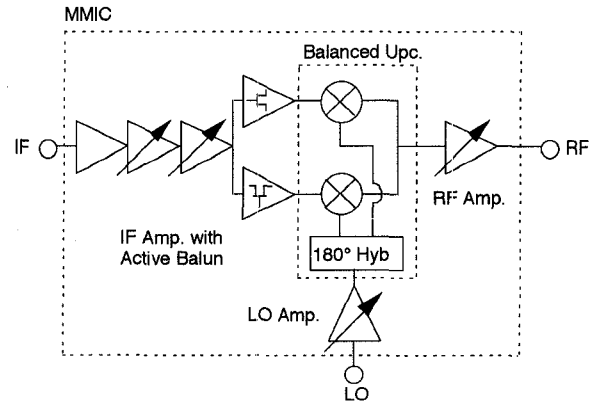 MMIC
Balanced Upc.
IF
RF
RF Amp.
IF Amp. with
Active Balun
180° Hyb
LO Amp.
LO